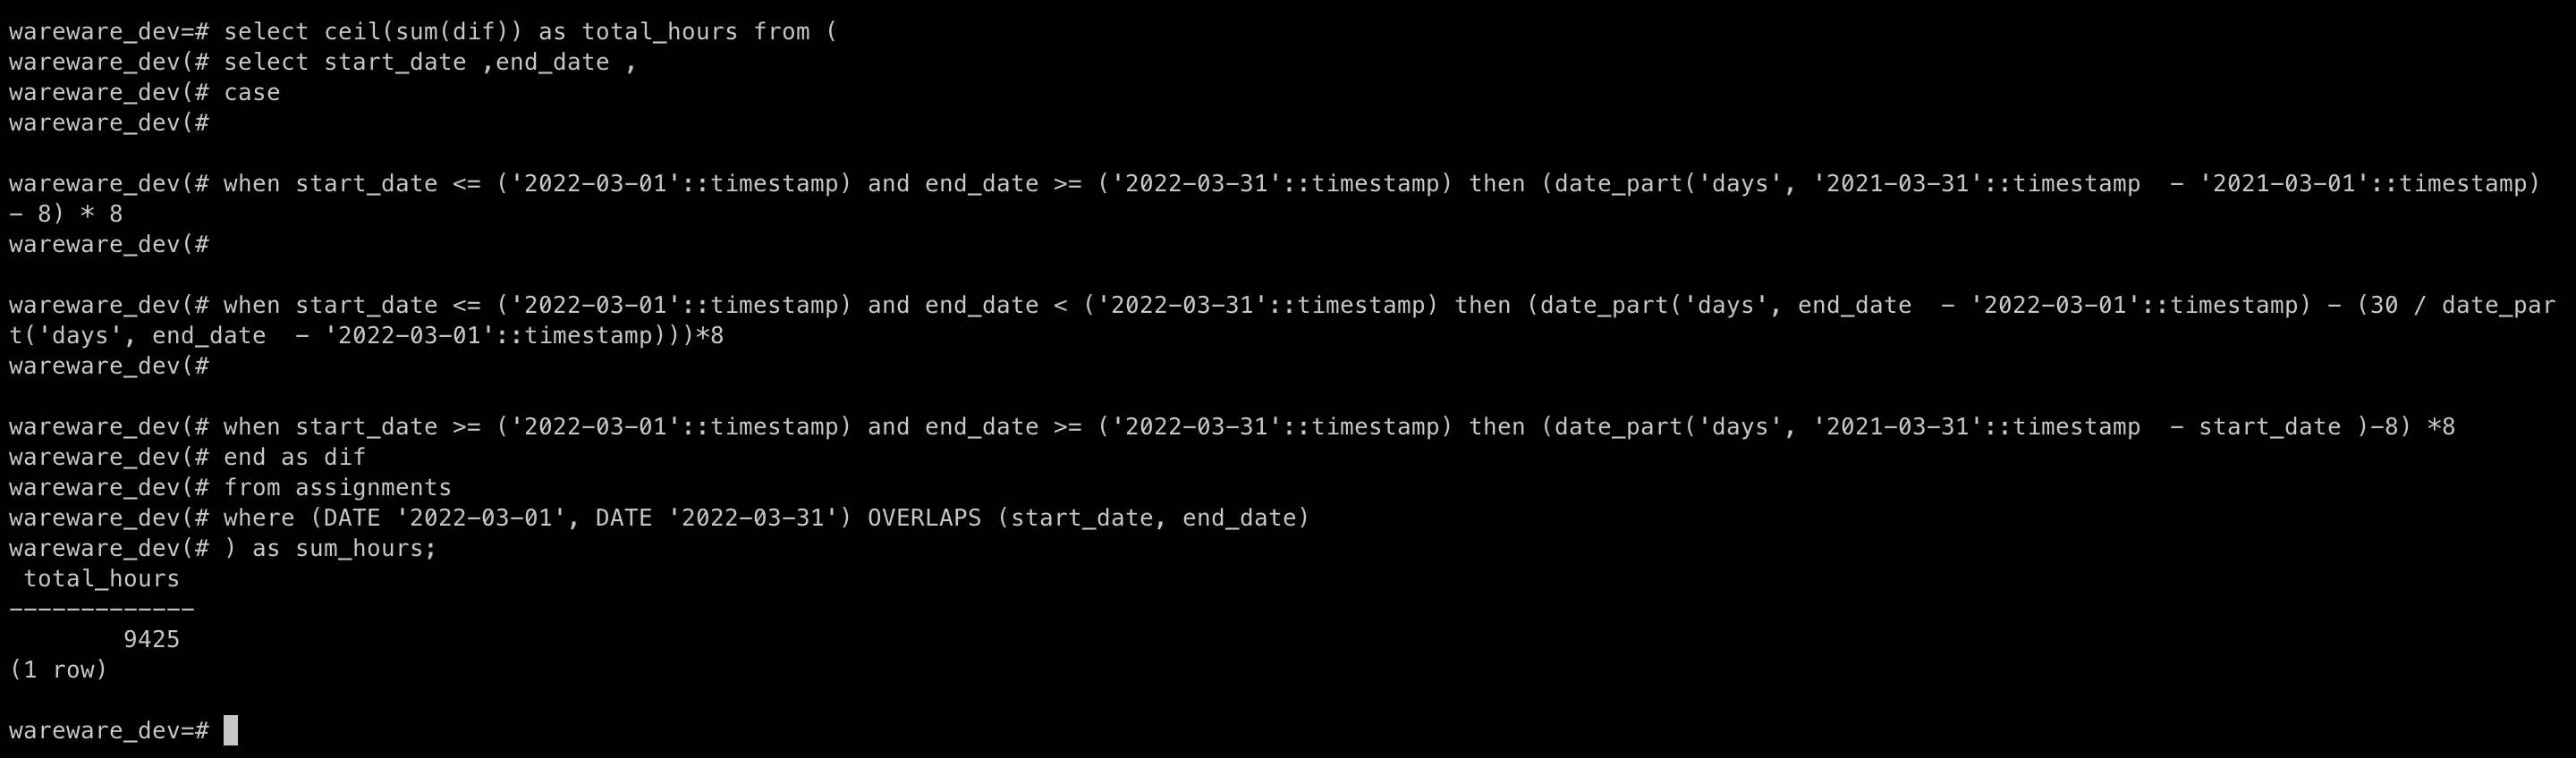 wareware_dev=# select ceil(sum(dif)) as total_hours from (
wareware_dev(# select start_date ,end_date ,
wareware_dev(# case
wareware_dev(#
wareware_dev(# when start_date <= ('2022-03-01'::timestamp) and end_date >= ('2022-03-31'::timestamp) then (date_part('days', '2021-03-31'::timestamp  - '2021-03-01'::timestamp)
- 8) * 8
wareware_dev(#
wareware_dev(# when start_date <= ('2022-03-01'::timestamp) and end_date < ('2022-03-31'::timestamp) then (date_part('days', end_date  - '2022-03-01'::timestamp) - (30 / date_par
t('days', end_date  - '2022-03-01'::timestamp)))*8
wareware_dev(#
wareware_dev(# when start_date >= ('2022-03-01'::timestamp) and end_date >= ('2022-03-31'::timestamp) then (date_part('days', '2021-03-31'::timestamp  - start_date )-8) *8
wareware_dev(# end as dif
wareware_dev(# from assignments
wareware_dev(# where (DATE '2022-03-01', DATE '2022-03-31') OVERLAPS (start_date, end_date)
wareware_dev(# ) as sum_hours;
 total_hours
-------------
        9425
(1 row)
wareware_dev=#